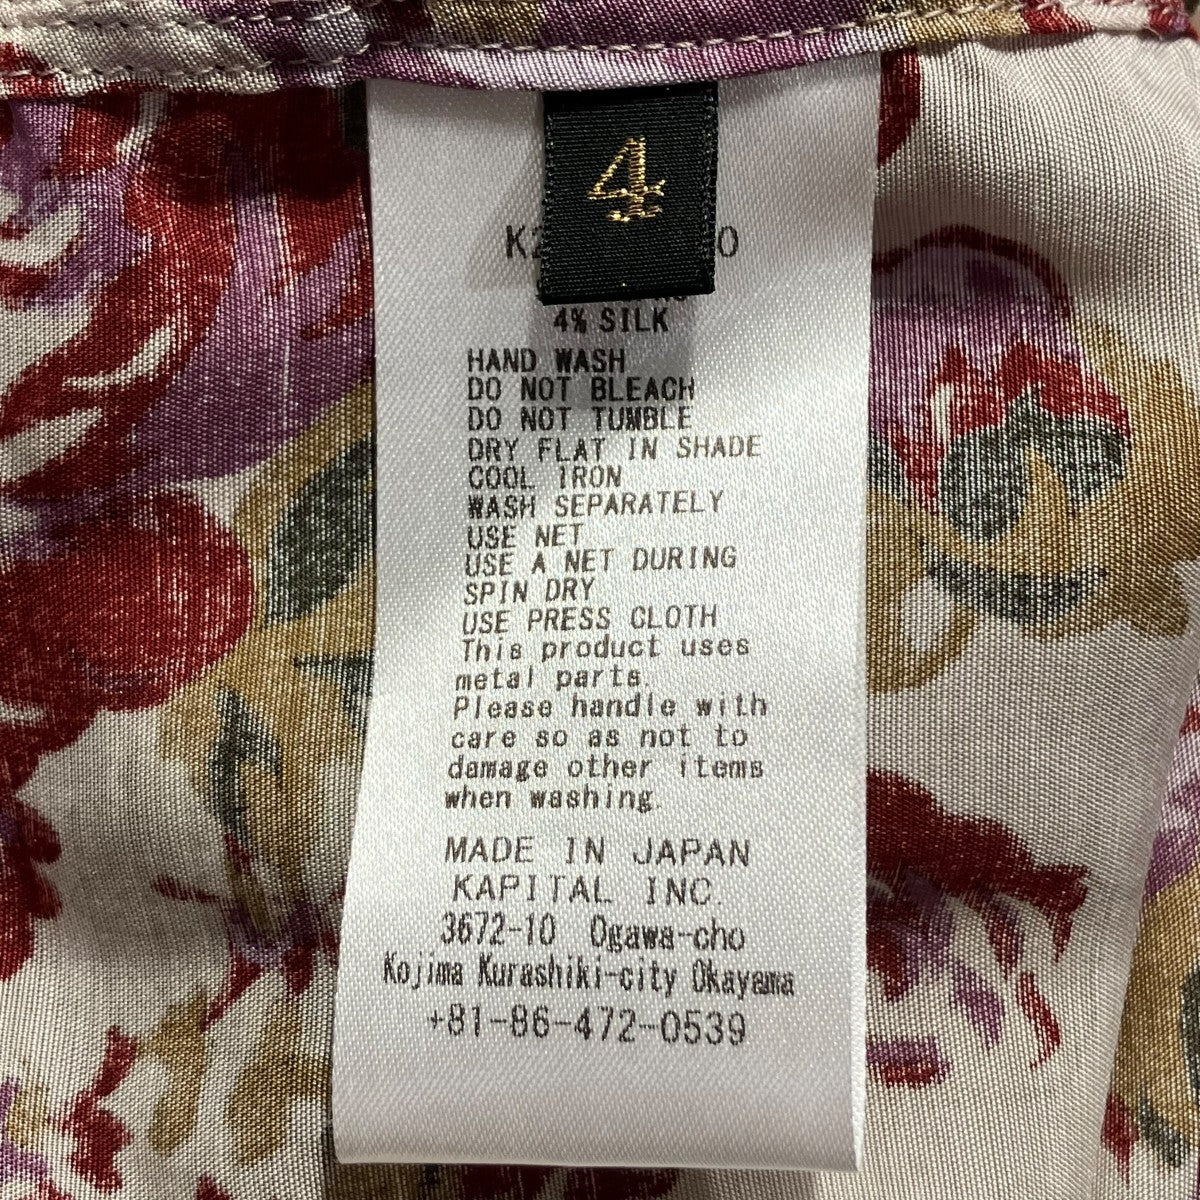 4
4% SILK
HAND WASH
DO NOT BLEACH
DO NOT TUMBLE
DRY FLAT IN SHADE
COOL IRON
WASH SEPARATELY
USE NET
USE A NET DURING
SPIN DRY
USE PRESS CLOTH
This product uses
metal parts.
Please handle with
care so as not to
damage other items
when washing.
MADE IN JAPAN
KAPITAL INC.
3672-10 Ogawa-cho
Kojima Kurashiki-city Okayama
+81-86-472-0539